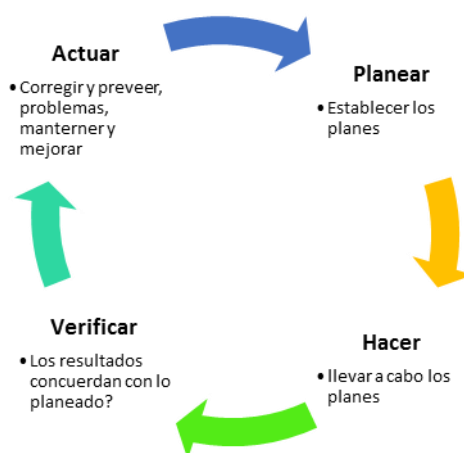 Actuar
• Corregir y preveer,
problemas,
manterner y
mejorar
Planear
• Establecer los
planes
Hacer
• llevar a cabo los
planes
Verificar
• Los resultados
concuerdan con lo
planeado?